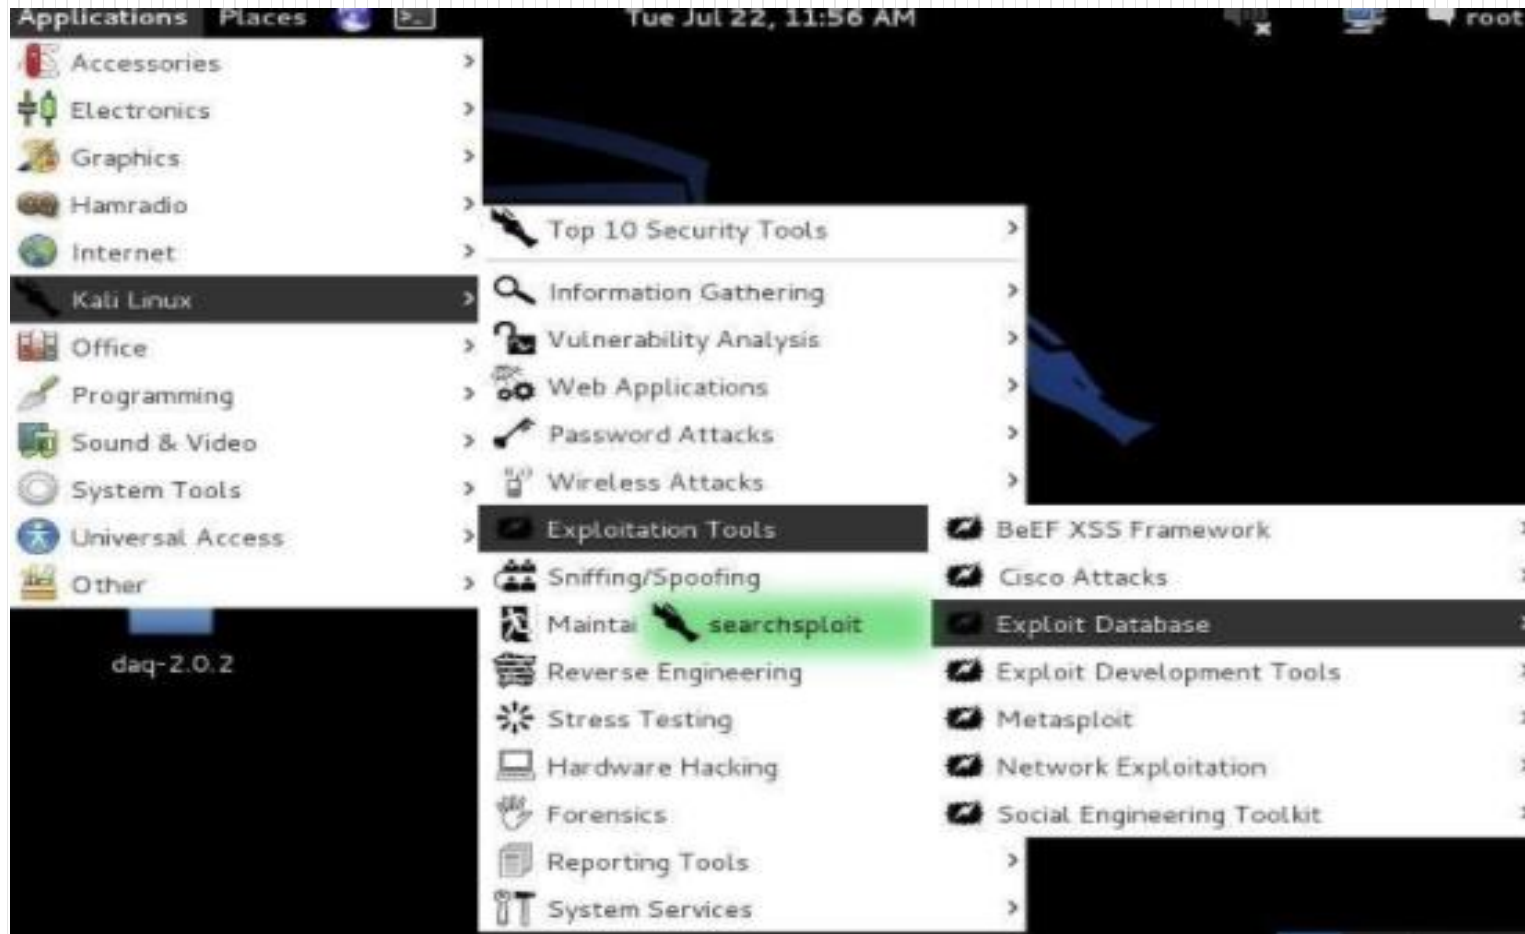 Applications Places Tue Jul 22, 11:56 AM root
Accessories
Electronics
Graphics
Hamradio
Internet
Kali Linux
Office
Programming
Sound & Video
System Tools
Universal Access
Other
daq-2.0.2
Top 10 Security Tools
Information Gathering
Vulnerability Analysis
Web Applications
Password Attacks
Wireless Attacks
Exploitation Tools
Sniffing/Spoofing
Maintai
Reverse Engineering
Stress Testing
Hardware Hacking
Forensics
Reporting Tools
System Services
searchsploit
BeEF XSS Framework
Cisco Attacks
Exploit Database
Exploit Development Tools
Metasploit
Network Exploitation
Social Engineering Toolkit